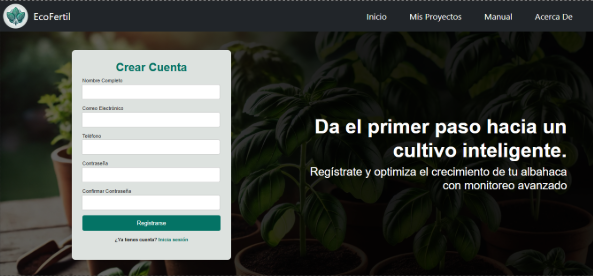 EcoFertil
Inicio Mis Proyectos Manual Acerca De
Crear Cuenta
Nombre Completo
Correo Electrónico
Teléfono
Contraseña
Confirmar Contraseña
Registrarse
¿Ya tienes cuenta? Inicia sesión
Da el primer paso hacia un
cultivo inteligente.
Regístrate y optimiza el crecimiento de tu albahaca
con monitoreo avanzado